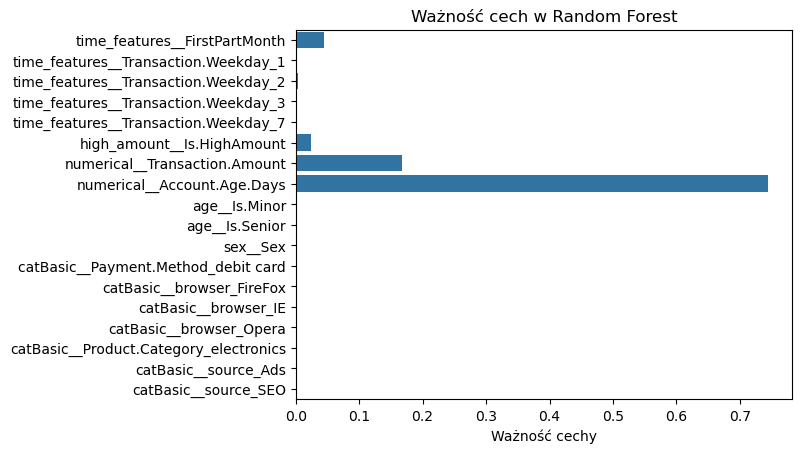 Ważność cech w Random Forest
time_features__FirstPartMonth
time_features__Transaction.Weekday_1
time_features__Transaction.Weekday_2
time_features__Transaction.Weekday_3
time_features__Transaction.Weekday_7
high_amount__Is.HighAmount
numerical__Transaction.Amount
numerical__Account.Age.Days
age__Is.Minor
age__Is.Senior
sex__Sex
catBasic__Payment.Method_debit card
catBasic__browser_FireFox
catBasic__browser_IE
catBasic__browser_Opera
catBasic__Product.Category_electronics
catBasic__source_Ads
catBasic__source_SEO
0.0 0.1 0.2 0.3 0.4 0.5 0.6 0.7
Ważność cechy